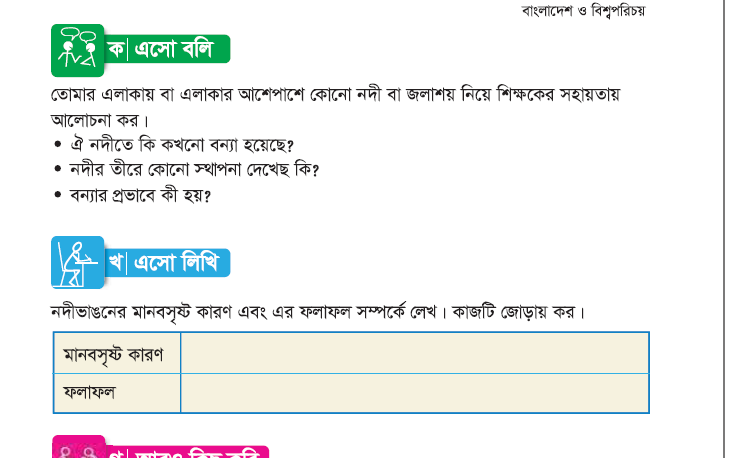 বাংলাদেশ ও বিশ্বপরিচয়
ক| এসো বলি
তোমার এলাকায় বা এলাকার আশেপাশে কোনো নদী বা জলাশয় নিয়ে শিক্ষকের সহায়তায়
আলোচনা কর।
• ঐ নদীতে কি কখনো বন্যা হয়েছে?
• নদীর তীরে কোনো স্থাপনা দেখেছ কি?
• বন্যার প্রভাবে কী হয়?
খ| এসো লিখি
নদীভাঙনের মানবসৃষ্ট কারণ এবং এর ফলাফল সম্পর্কে লেখ। কাজটি জোড়ায় কর।
মানবসৃষ্ট কারণ
ফলাফল
গ| আরও কিছু করি